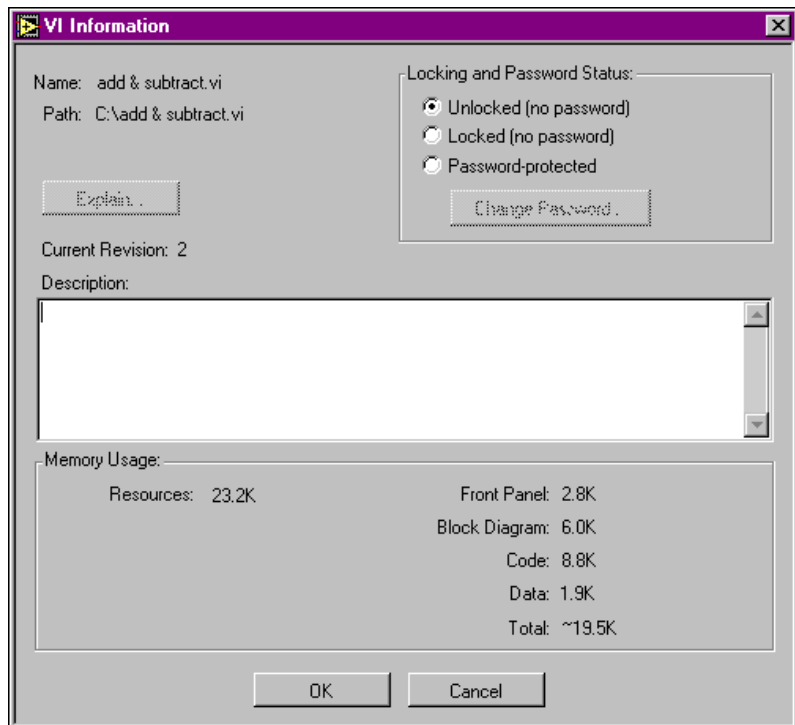 VI Information
Name: add & subtract.vi
Path: C:\add & subtract.vi
Explain...
Current Revision: 2
Locking and Password Status:
Unlocked (no password)
Locked (no password)
Password-protected
Change Password...
Description:
Memory Usage:
Resources: 23.2K
Front Panel: 2.8K
Block Diagram: 6.0K
Code: 8.8K
Data: 1.9K
Total: ~19.5K
OK
Cancel